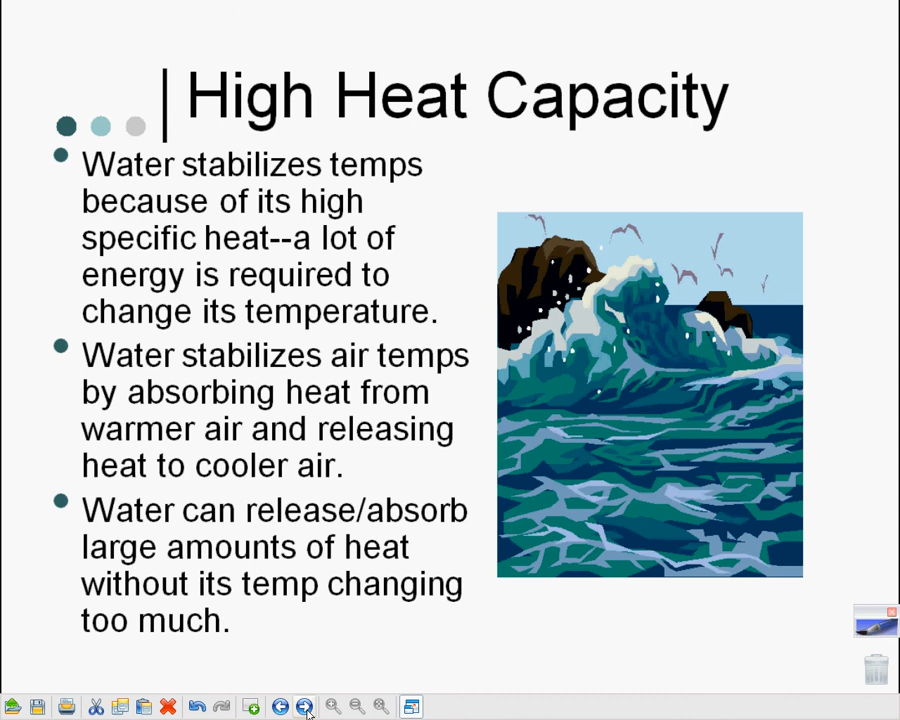 High Heat Capacity
Water stabilizes temps
because of its high
specific heat--a lot of
energy is required to
change its temperature.
Water stabilizes air temps
by absorbing heat from
warmer air and releasing
heat to cooler air.
Water can release/absorb
large amounts of heat
without its temp changing
too much.